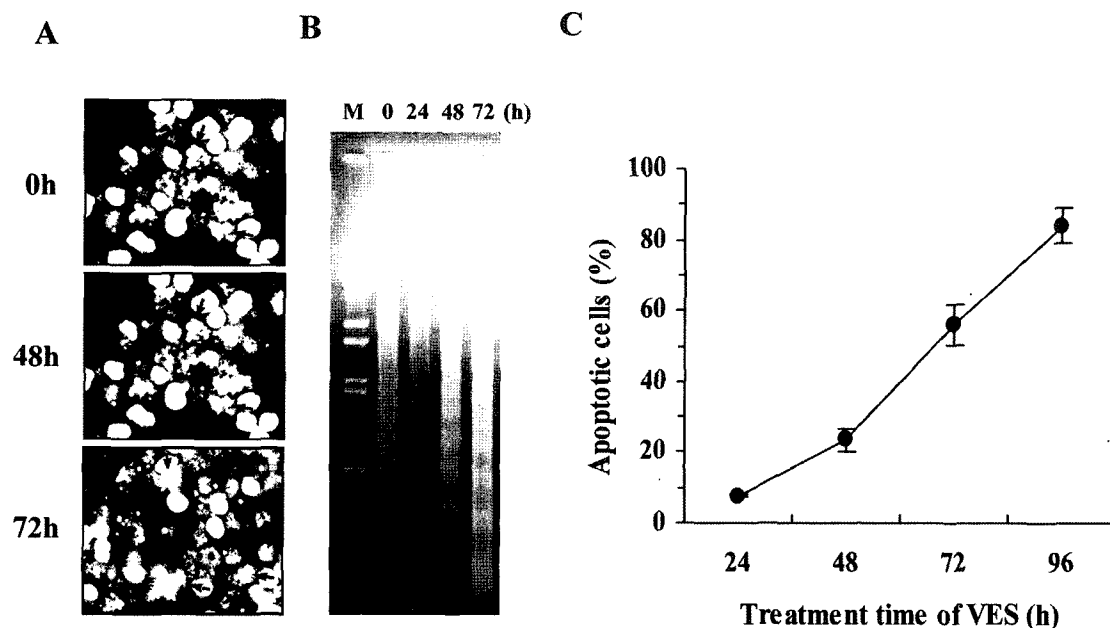 A
B
C
0h
48h
72h
M 0 24 48 72 (h)
Apoptotic cells (%)
100
80
60
40
20
0
24 48 72 96
Treatment time of VES (h)